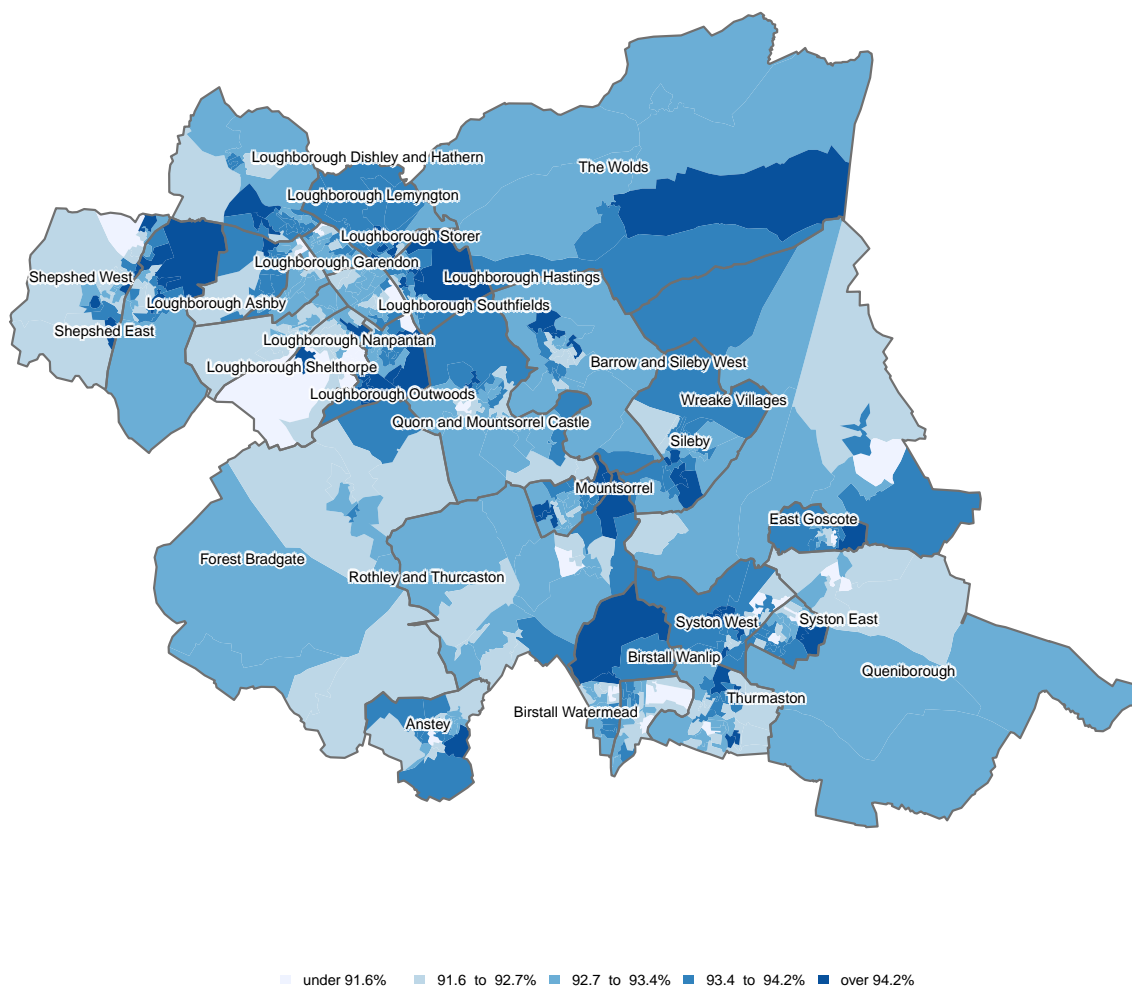 Loughborough Dishley and Hathern
The Wolds
Loughborough Lemyngton
Loughborough Storer
Loughborough Garendon
Shepshed West
Loughborough Hastings
Loughborough Ashby
Loughborough Southfields
Shepshed East
Loughborough Nanpantan
Barrow and Sileby West
Loughborough Shelthorpe
Loughborough Outwoods
Wreake Villages
Quorn and Mountsorrel Castle
Sileby
Mountsorrel
East Goscote
Forest Bradgate
Rothley and Thurcaston
Syston West
Syston East
Birstall Wanlip
Queniborough
Thurmaston
Birstall Watermead
Anstey
under 91.6%
91.6 to 92.7%
92.7 to 93.4%
93.4 to 94.2%
over 94.2%